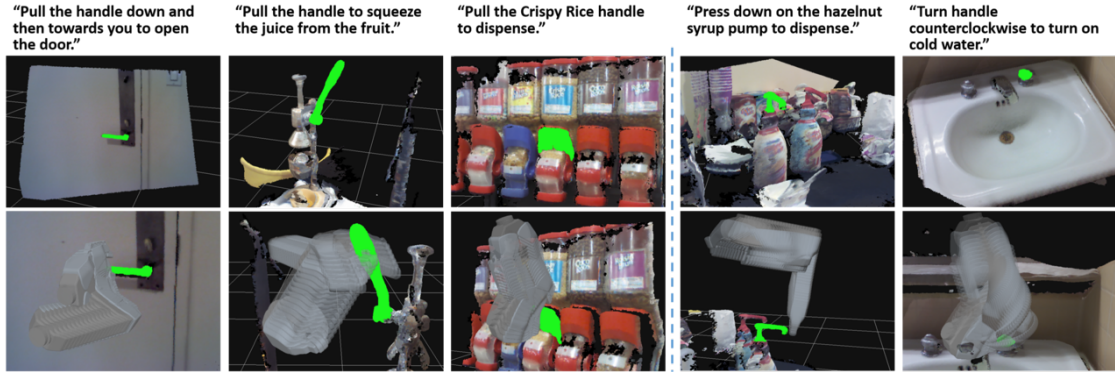 “Pull the handle down and
then towards you to open
the door.”
“Pull the handle to squeeze
the juice from the fruit.”
“Pull the Crispy Rice handle
to dispense.”
“Press down on the hazelnut
syrup pump to dispense.”
“Turn handle
counterclockwise to turn on
cold water.”